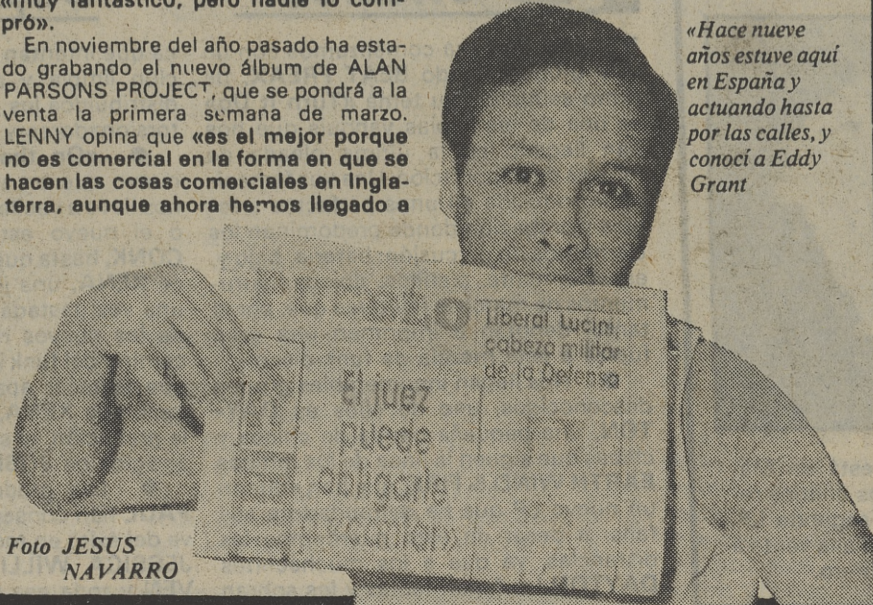 «muy fantástico, pero nadie lo com-
pró».
En noviembre del año pasado ha esta-
do grabando el nuevo álbum de ALAN
PARSONS PROJECT, que se pondrá a la
venta la primera semana de marzo.
LENNY opina que «es el mejor porque
no es comercial en la forma en que se
hacen las cosas comerciales en Ingla-
terra, aunque ahora hemos llegado a
«Hace nueve
años estuve aquí
en España y
actuando hasta
por las calles, y
conocí a Eddy
Grant
PUEBLO
Liberal Lucini,
cabeza militar
de la Defensa
El juez
puede
obligarle
a «cantar»
Foto JESUS
NAVARRO